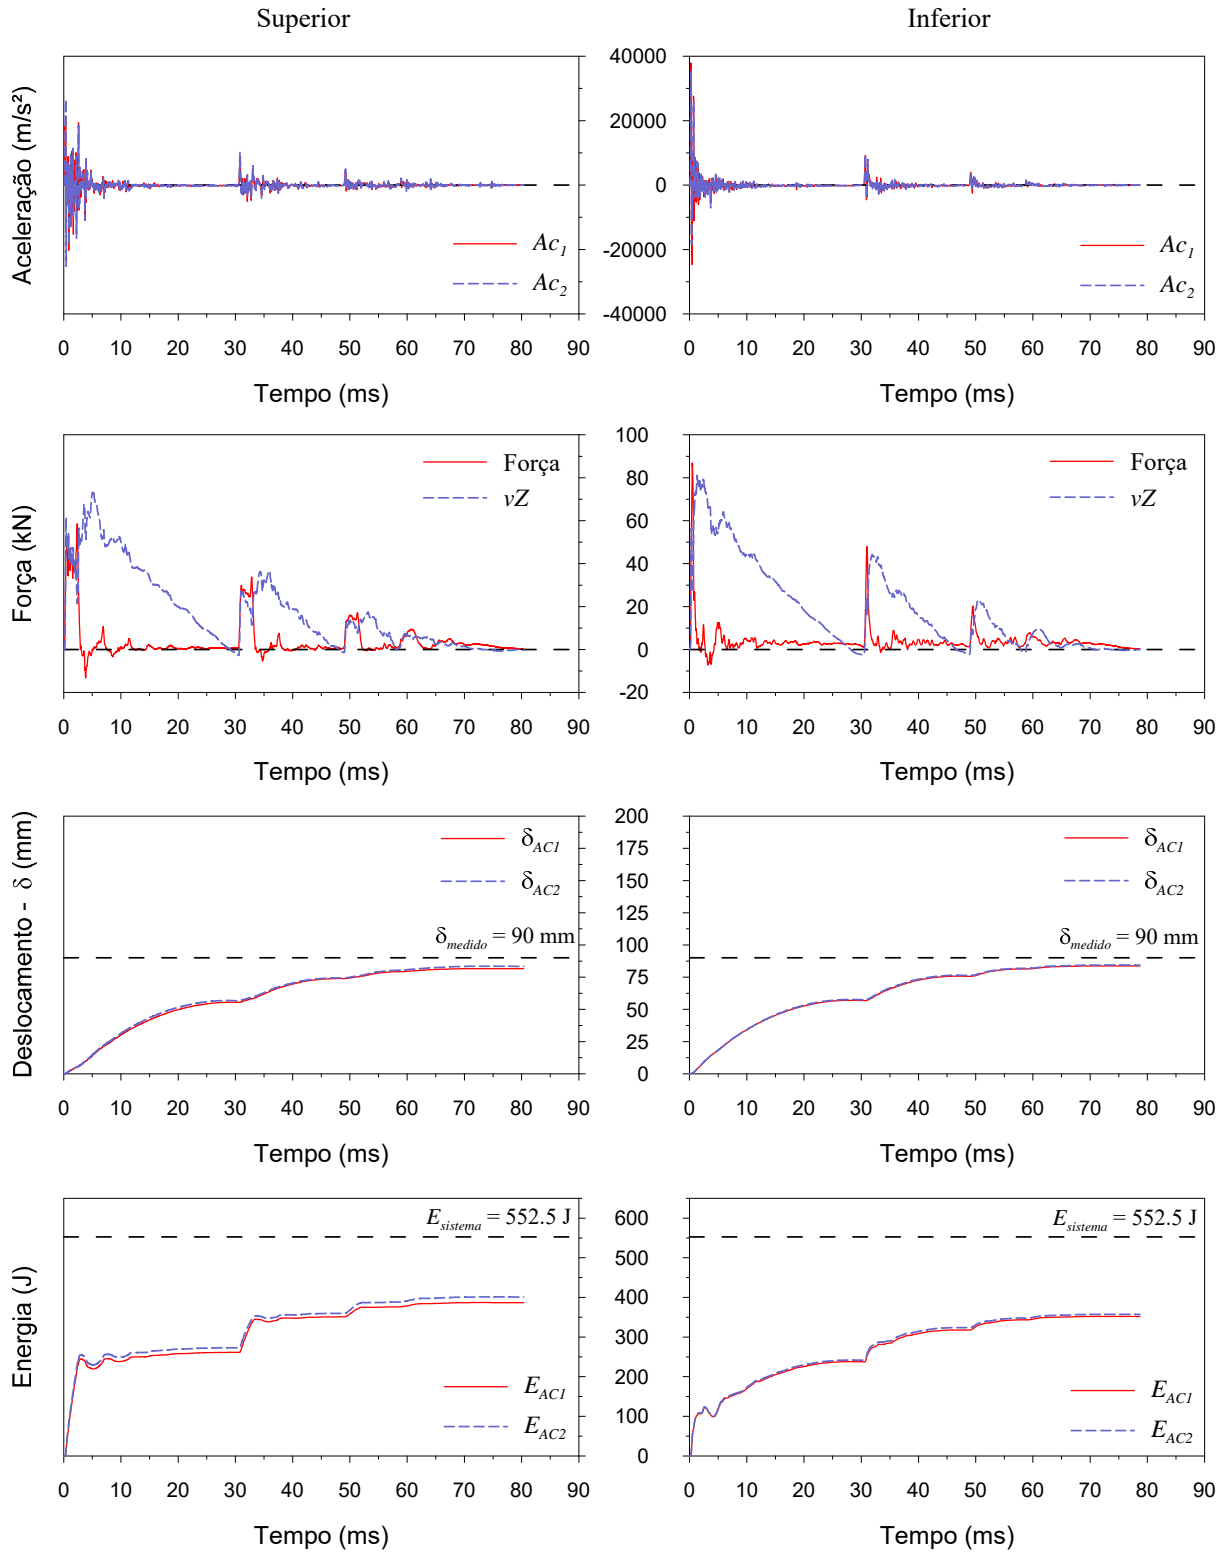 Superior
Inferior
Aceleração (m/s²)
40000
20000
0
-20000
-40000
Ac1
Ac2
Ac1
Ac2
0 10 20 30 40 50 60 70 80 90
0 10 20 30 40 50 60 70 80 90
Tempo (ms)
Tempo (ms)
Força (kN)
100
80
60
40
20
0
-20
Força
vZ
Força
vZ
0 10 20 30 40 50 60 70 80 90
0 10 20 30 40 50 60 70 80 90
Tempo (ms)
Tempo (ms)
Deslocamento - δ (mm)
200
175
150
125
100
75
50
25
0
δAC1
δAC2
δmedido = 90 mm
δAC1
δAC2
δmedido = 90 mm
0 10 20 30 40 50 60 70 80 90
0 10 20 30 40 50 60 70 80 90
Tempo (ms)
Tempo (ms)
Energia (J)
600
500
400
300
200
100
0
Esistema = 552.5 J
EAC1
EAC2
Esistema = 552.5 J
EAC1
EAC2
0 10 20 30 40 50 60 70 80 90
0 10 20 30 40 50 60 70 80 90
Tempo (ms)
Tempo (ms)